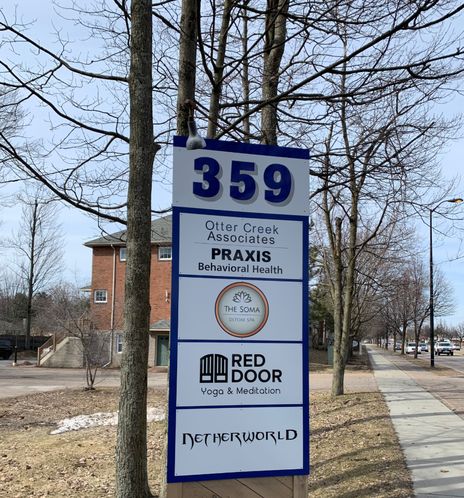 359
Otter Creek
Associates
PRAXIS
Behavioral Health
THE SOMA
RED
DOOR
Yoga & Meditation
NETHERWORLD